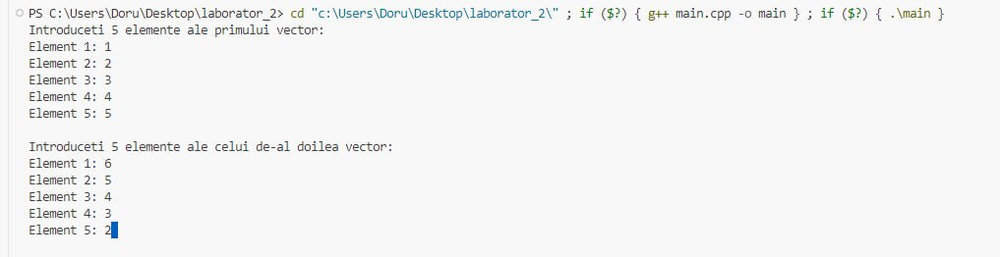 PS C:\Users\Doru\Desktop\laborator_2> cd "c:\Users\Doru\Desktop\laborator_2\" ; if ($?) { g++ main.cpp -o main } ; if ($?) { .\main }
Introduceti 5 elemente ale primului vector:
Element 1: 1
Element 2: 2
Element 3: 3
Element 4: 4
Element 5: 5
Introduceti 5 elemente ale celui de-al doilea vector:
Element 1: 6
Element 2: 5
Element 3: 4
Element 4: 3
Element 5: 2